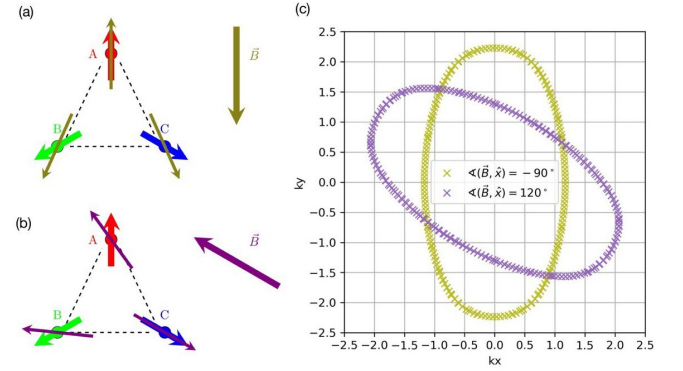 (a)
A
B
C
B⃗
(b)
A
B
C
B⃗
(c)
2.5
2.0
1.5
1.0
0.5
0.0
−0.5
−1.0
−1.5
−2.0
−2.5
ky
∢(B⃗, x̂) = −90°
∢(B⃗, x̂) = 120°
−2.5 −2.0 −1.5 −1.0 −0.5 0.0 0.5 1.0 1.5 2.0 2.5
kx